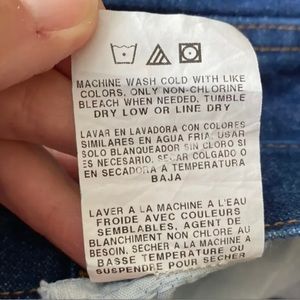 MACHINE WASH COLD WITH LIKE
COLORS. ONLY NON-CHLORINE
BLEACH WHEN NEEDED. TUMBLE
DRY LOW OR LINE DRY
LAVAR EN LAVADORA CON COLORES
SIMILARES EN AGUA FRIA. USAR
SOLO BLANQUEADOR SIN CLORO SI
ES NECESARIO. SECAR COLGADO O
EN SECADORA A TEMPERATURA
BAJA
LAVER A LA MACHINE A L'EAU
FROIDE AVEC COULEURS
SEMBLABLES, AGENT DE
BLANCHIMENT NON CHLORE AU
BESOIN. SÉCHER A LA MACHINE A
BASSE TEMPERATURE OU
SUSPENDRE POUR SECHER